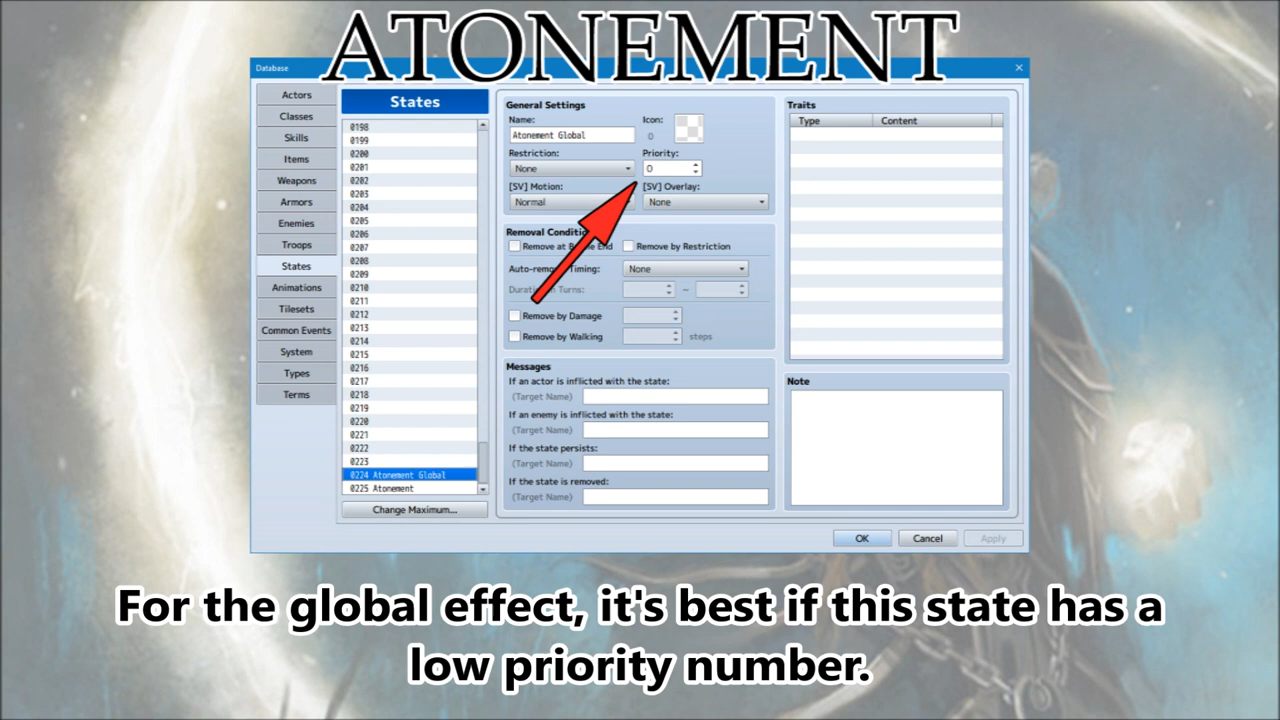 ATONEMENT
Database
Actors
Classes
Skills
Items
Weapons
Armors
Enemies
Troops
States
Animations
Tilesets
Common Events
System
Types
Terms
States
0198
0199
0200
0201
0202
0203
0204
0205
0206
0207
0208
0209
0210
0211
0212
0213
0214
0215
0216
0217
0218
0219
0220
0221
0222
0223
0224 Atonement Global
0225 Atonement
Change Maximum...
General Settings
Name: Icon:
Atonement Global 0
Restriction: Priority:
None 0
[SV] Motion: [SV] Overlay:
Normal None
Removal
Remove at End Remove by Restriction
Timing: None
Turns: ~
Remove by Damage
Remove by Walking steps
Messages
If an actor is inflicted with the state:
(Target Name)
If an enemy is inflicted with the state:
(Target Name)
If the state persists:
(Target Name)
If the state is removed:
(Target Name)
Traits
Type Content
Note
OK Cancel Apply
For the global effect, it's best if this state has a
low priority number.